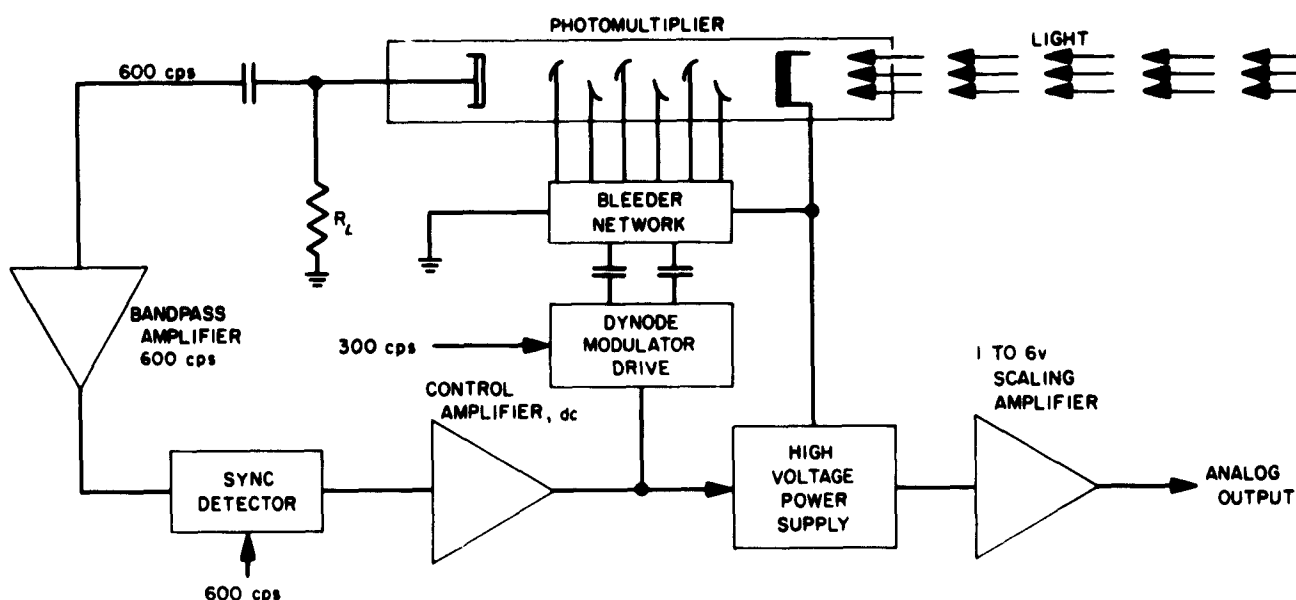 PHOTOMULTIPLIER
LIGHT
600 cps
R_L
BLEEDER
NETWORK
BANDPASS
AMPLIFIER
600 cps
300 cps
DYNODE
MODULATOR
DRIVE
1 TO 6v
SCALING
AMPLIFIER
CONTROL
AMPLIFIER, dc
SYNC
DETECTOR
HIGH
VOLTAGE
POWER
SUPPLY
ANALOG
OUTPUT
600 cps